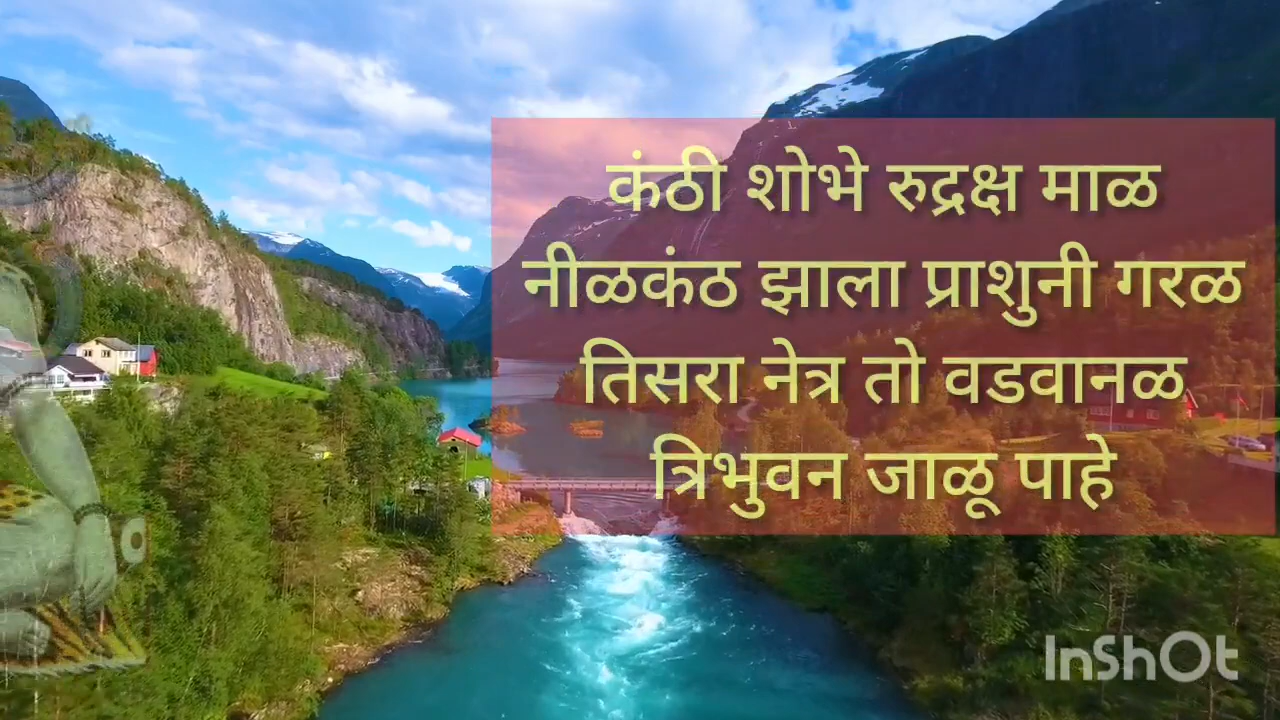 कंठी शोभे रुद्रक्ष माळ
नीळकंठ झाला प्राशुनी गरळ
तिसरा नेत्र तो वडवानळ
त्रिभुवन जाळू पाहे
InShOt